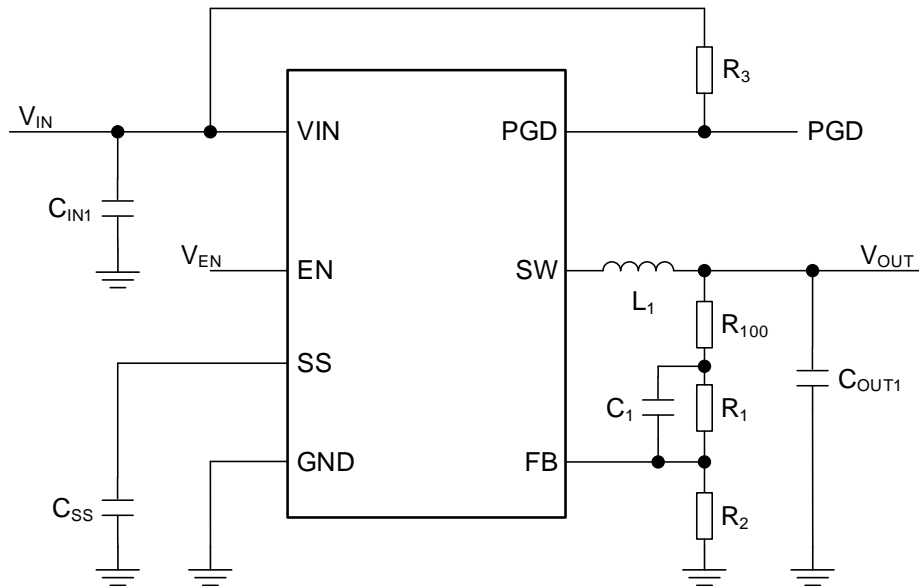 R3
VIN
VIN
PGD
PGD
CIN1
VEN
EN
SW
VOUT
L1
R100
SS
C1
R1
COUT1
GND
FB
CSS
R2